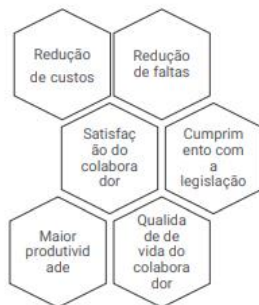 Redução
de custos
Redução
de faltas
Satisfaç
ão do
colabora
dor
Cumprim
ento com
a
legislação
Maior
produtivid
ade
Qualida
de de
vida do
colabora
dor